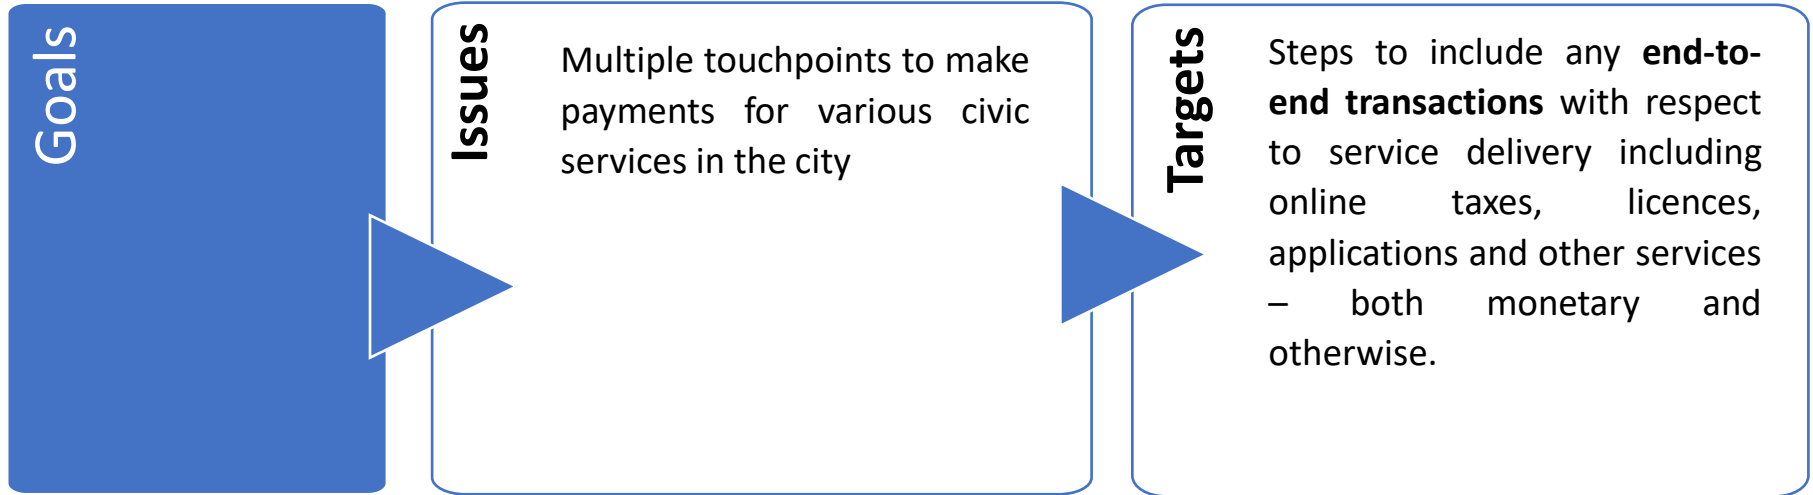 Goals
Issues
Multiple touchpoints to make
payments for various civic
services in the city
Targets
Steps to include any end-to-
end transactions with respect
to service delivery including
online taxes, licences,
applications and other services
– both monetary and
otherwise.